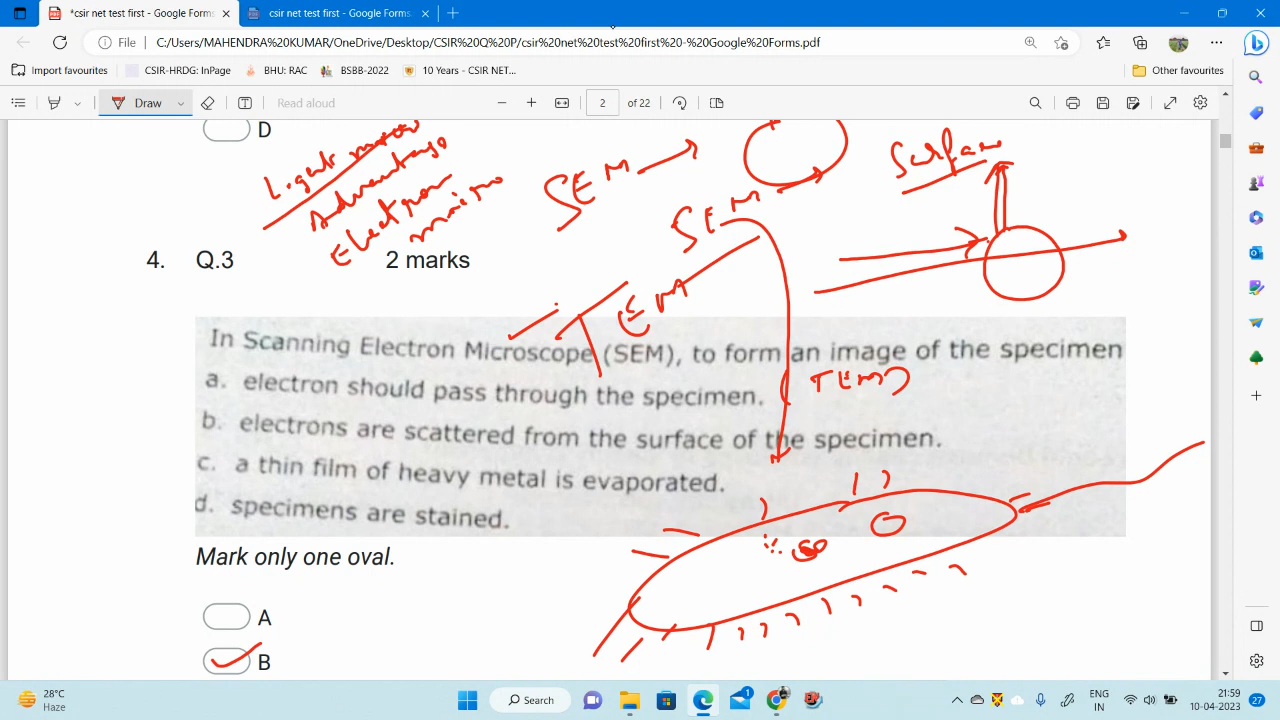 *csir net test first - Google Forms
csir net test first - Google Forms
File C:/Users/MAHENDRA%20KUMAR/OneDrive/Desktop/CSIR%20Q%20P/csir%20net%20test%20first%20-%20Google%20Forms.pdf
Import favourites CSIR-HRDG: InPage BHU: RAC BSBB-2022 10 Years - CSIR NET... Other favourites
Draw Read aloud 2 of 22
D
Light
Electron
SEM
SEM
Surface
TEM
4. Q.3 2 marks
In Scanning Electron Microscope (SEM), to form an image of the specimen
a. electron should pass through the specimen.
(TEM)
b. electrons are scattered from the surface of the specimen.
c. a thin film of heavy metal is evaporated.
d. specimens are stained.
Mark only one oval.
A
B
28°C
Haze
Search
1
ENG
IN
21:59
10-04-2023
27